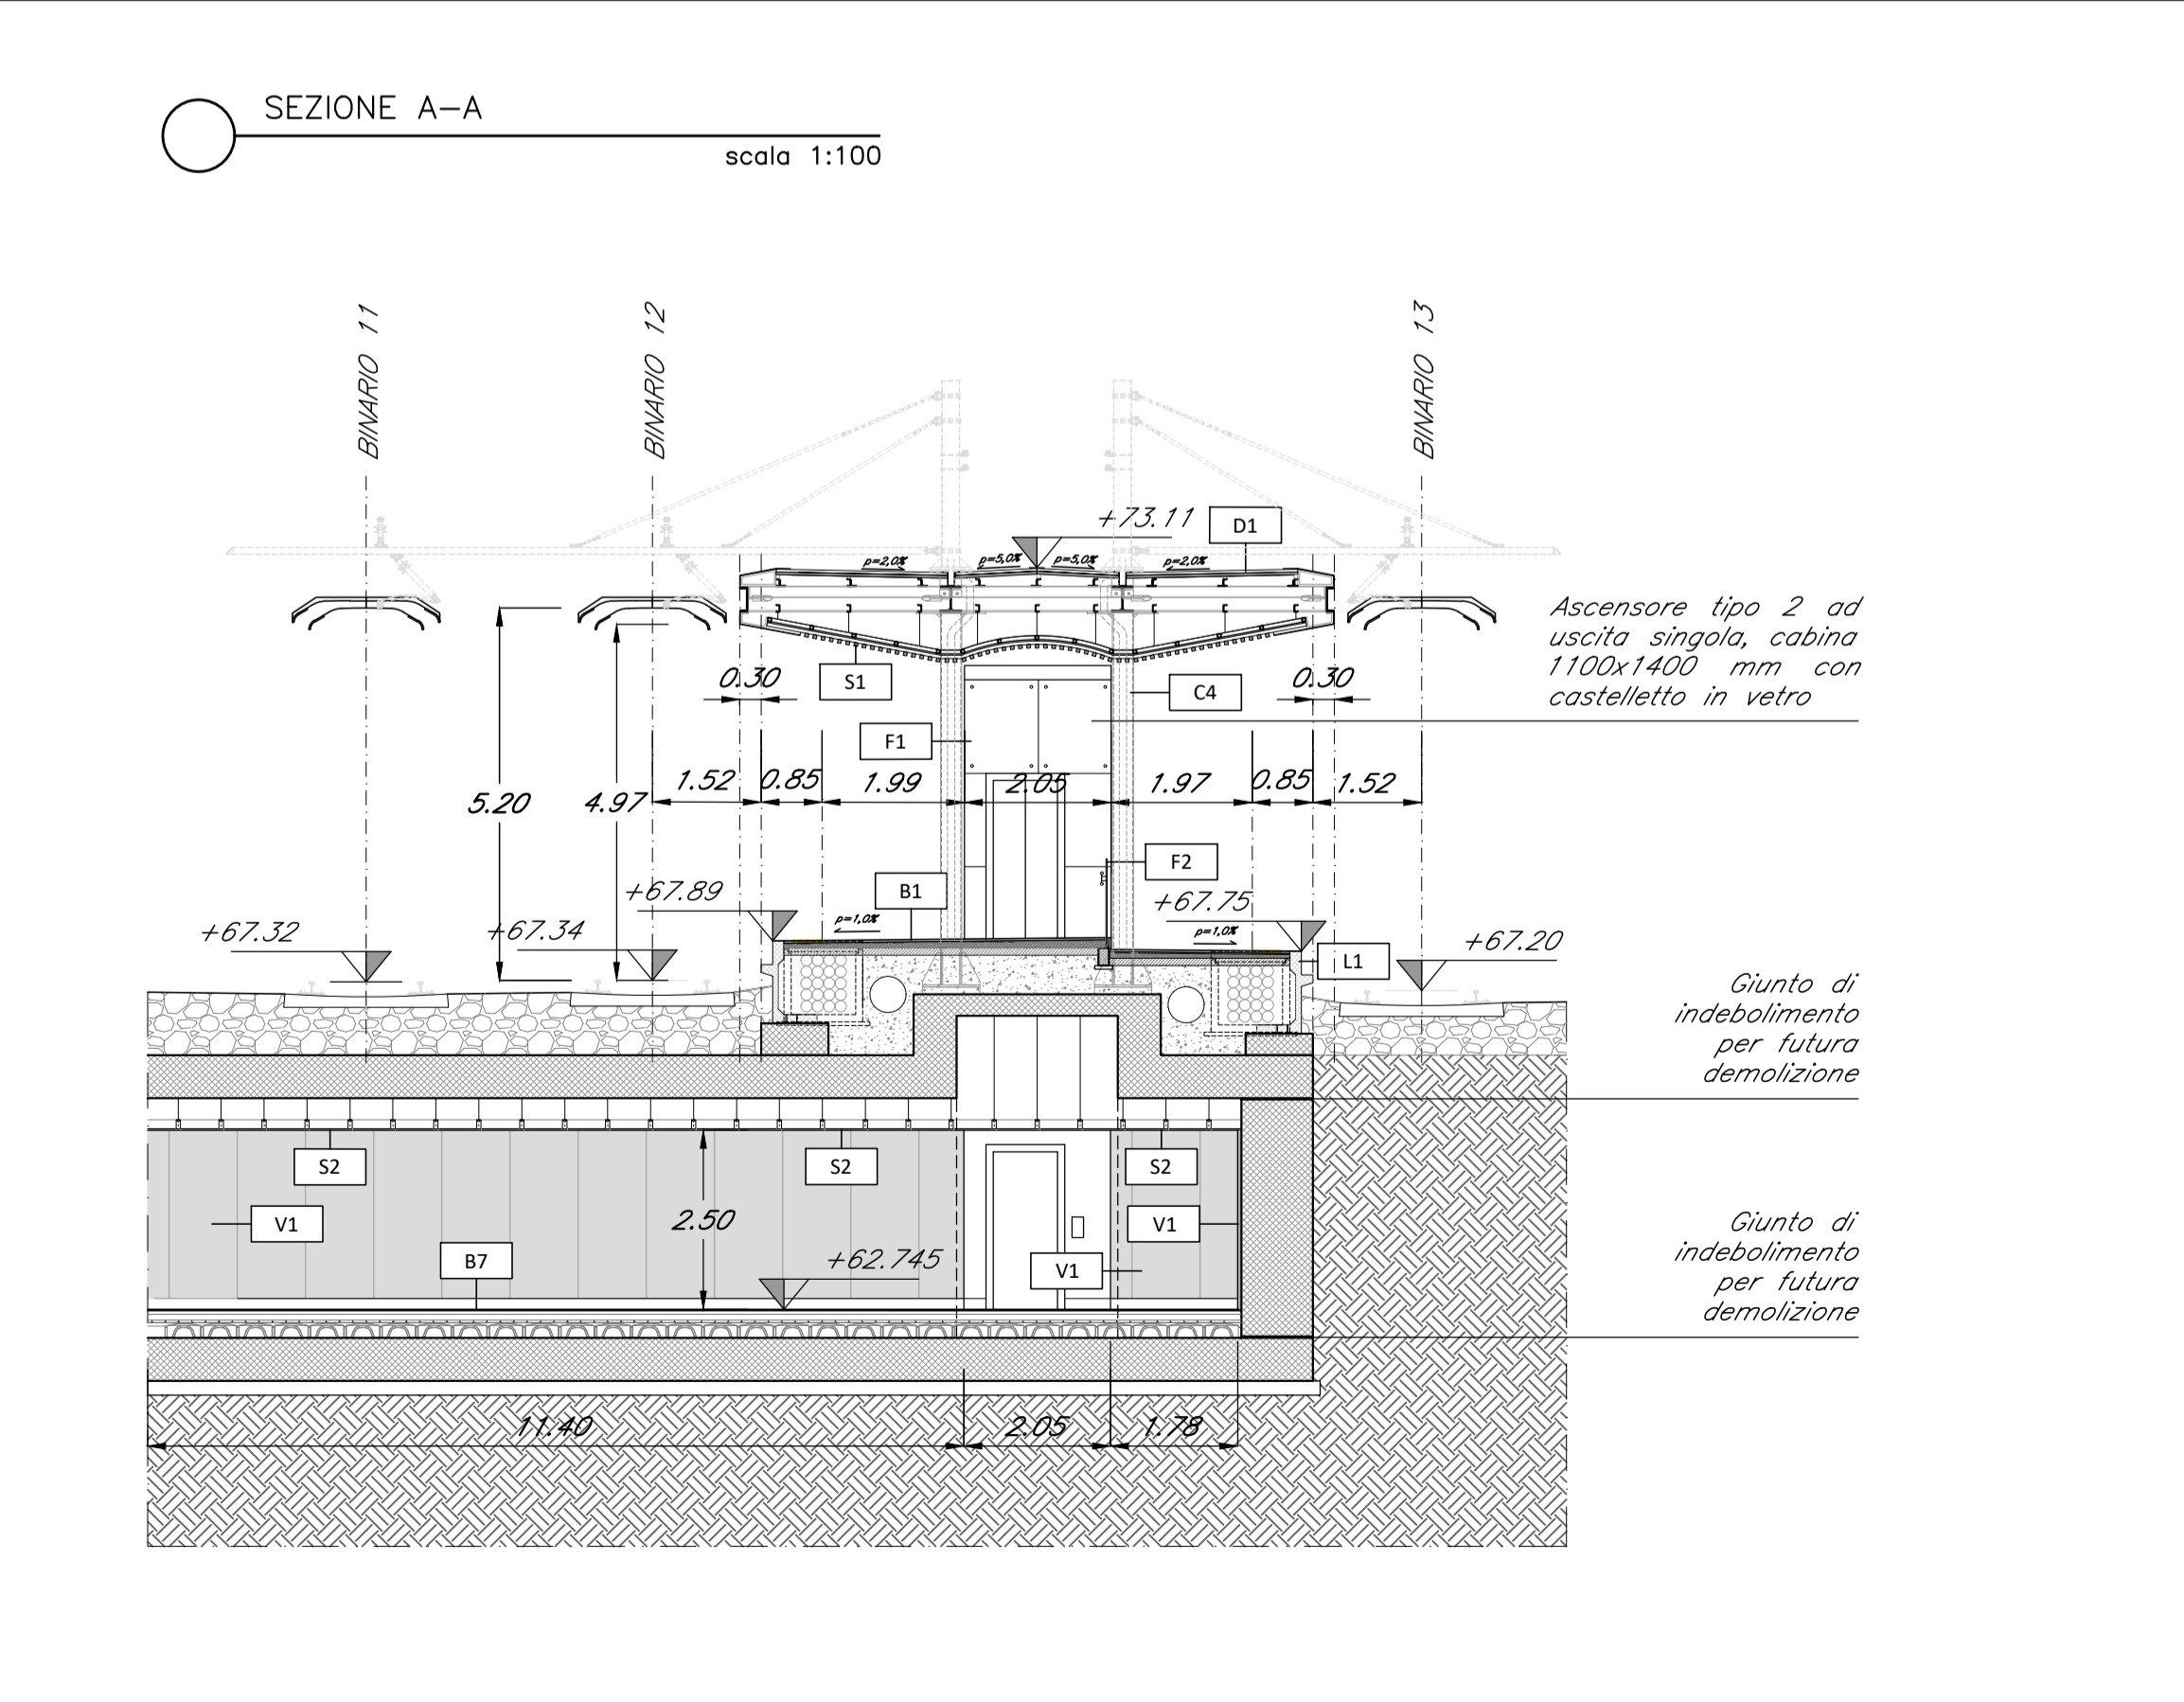 SEZIONE A-A
scala 1:100
BINARIO 11
BINARIO 12
BINARIO 13
+73.11
D1
p=2,0%
p=5,0%
p=5,0%
p=2,0%
Ascensore tipo 2 ad
uscita singola, cabina
1100x1400 mm con
castelletto in vetro
0.30
S1
C4
0.30
F1
1.52
0.85
1.99
2.05
1.97
0.85
1.52
5.20
4.97
F2
+67.89
B1
+67.75
p=1,0%
p=1,0%
+67.32
+67.34
+67.20
L1
Giunto di
indebolimento
per futura
demolizione
S2
S2
S2
V1
2.50
V1
Giunto di
indebolimento
per futura
demolizione
B7
+62.745
V1
11.40
2.05
1.78